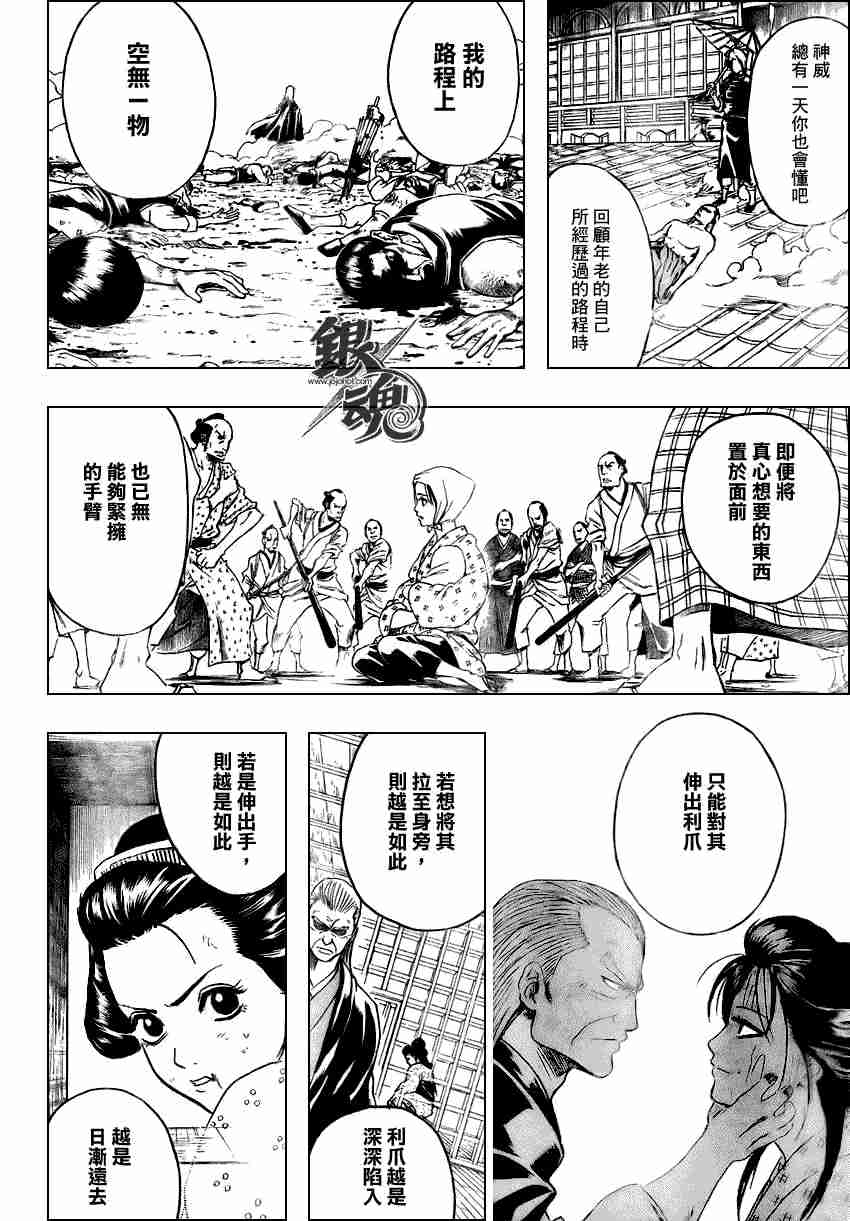 神威
總有一天你也會懂吧
回顧年老的自己
所經歷過的路程時
我的
路程上
空無一物
銀魂
www.jojohot.com
即便將
真心想要的東西
置於面前
也已無
能夠緊擁
的手臂
只能對其
伸出利爪
若想將其
拉至身旁，
則越是如此
利爪越是
深深陷入
若是伸出手，
則越是如此
越是
日漸遠去